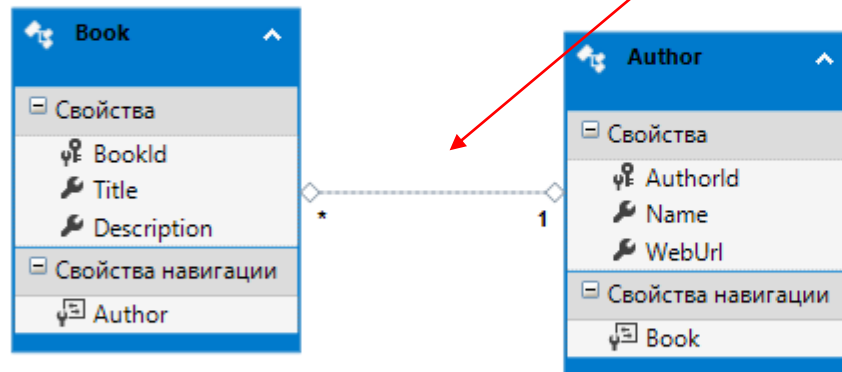 Book
Свойства
BookId
Title
Description
Свойства навигации
Author
*
1
Author
Свойства
AuthorId
Name
WebUrl
Свойства навигации
Book